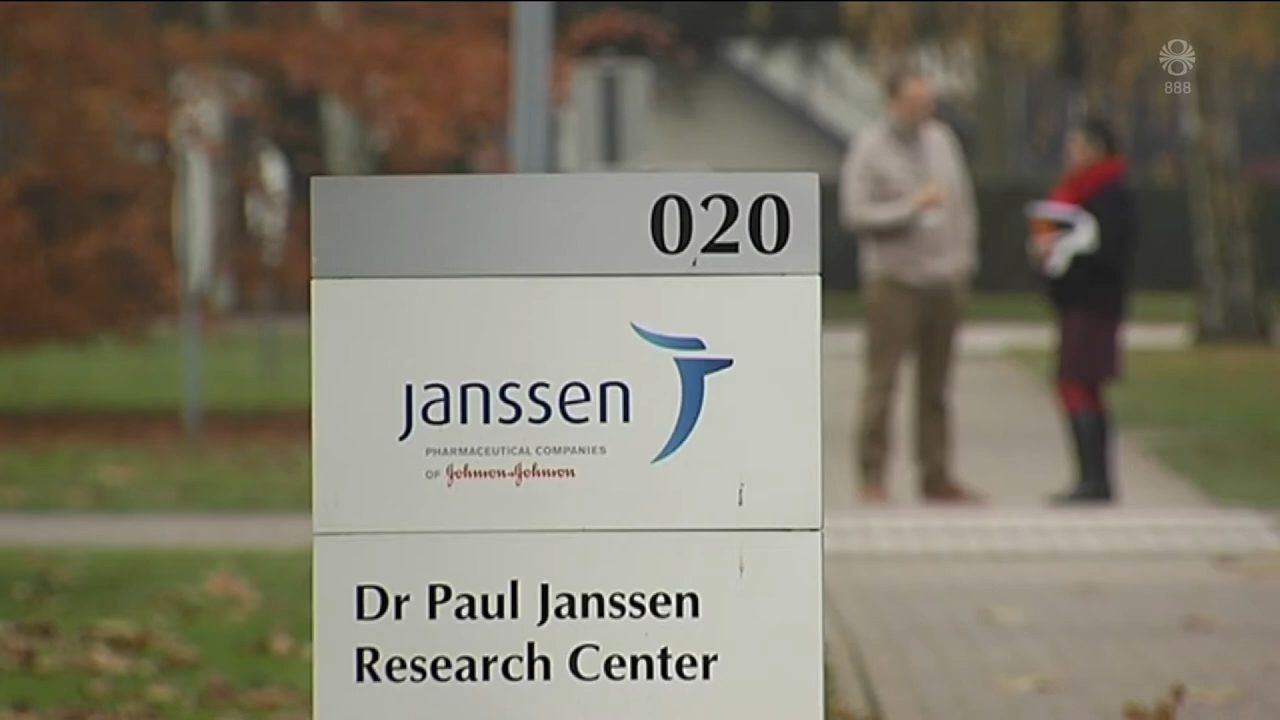 888
020
Janssen
PHARMACEUTICAL COMPANIES
OF Johnson & Johnson
Dr Paul Janssen
Research Center